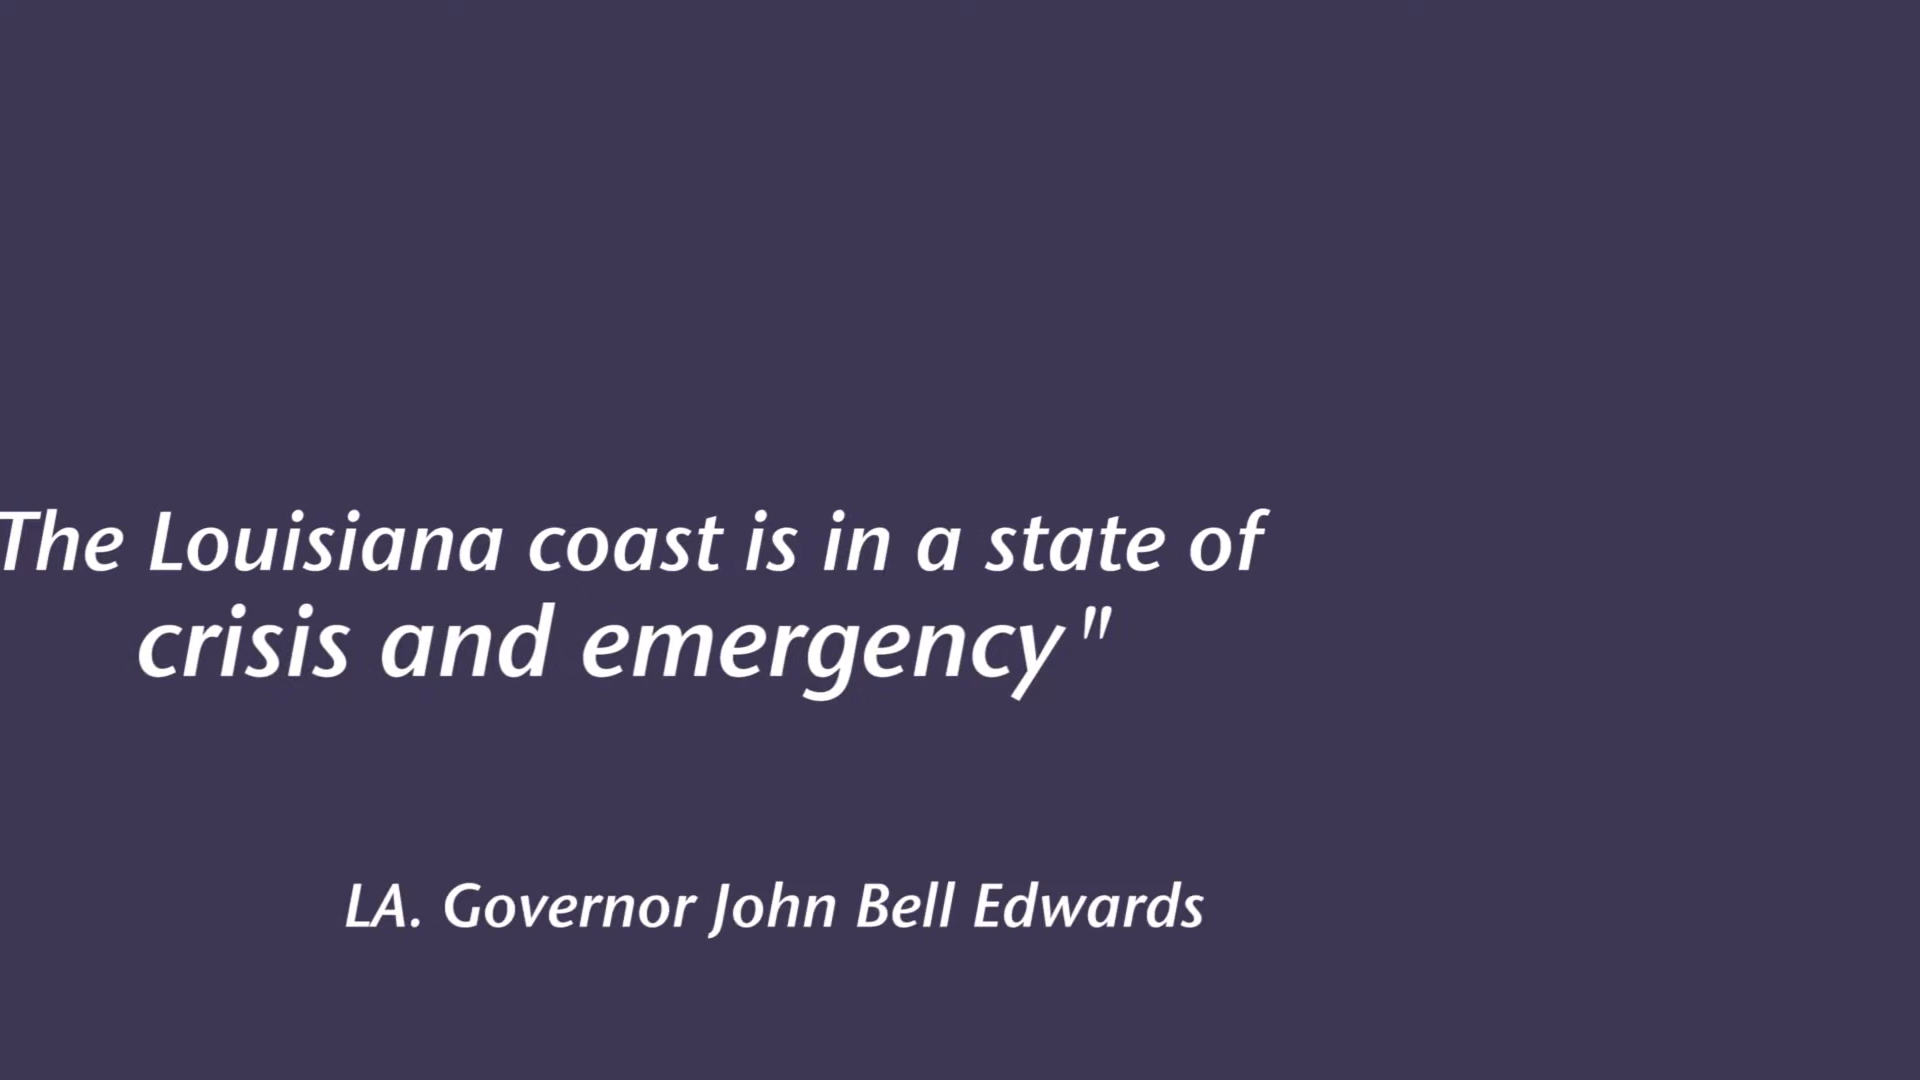 The Louisiana coast is in a state of
crisis and emergency"
LA. Governor John Bell Edwards